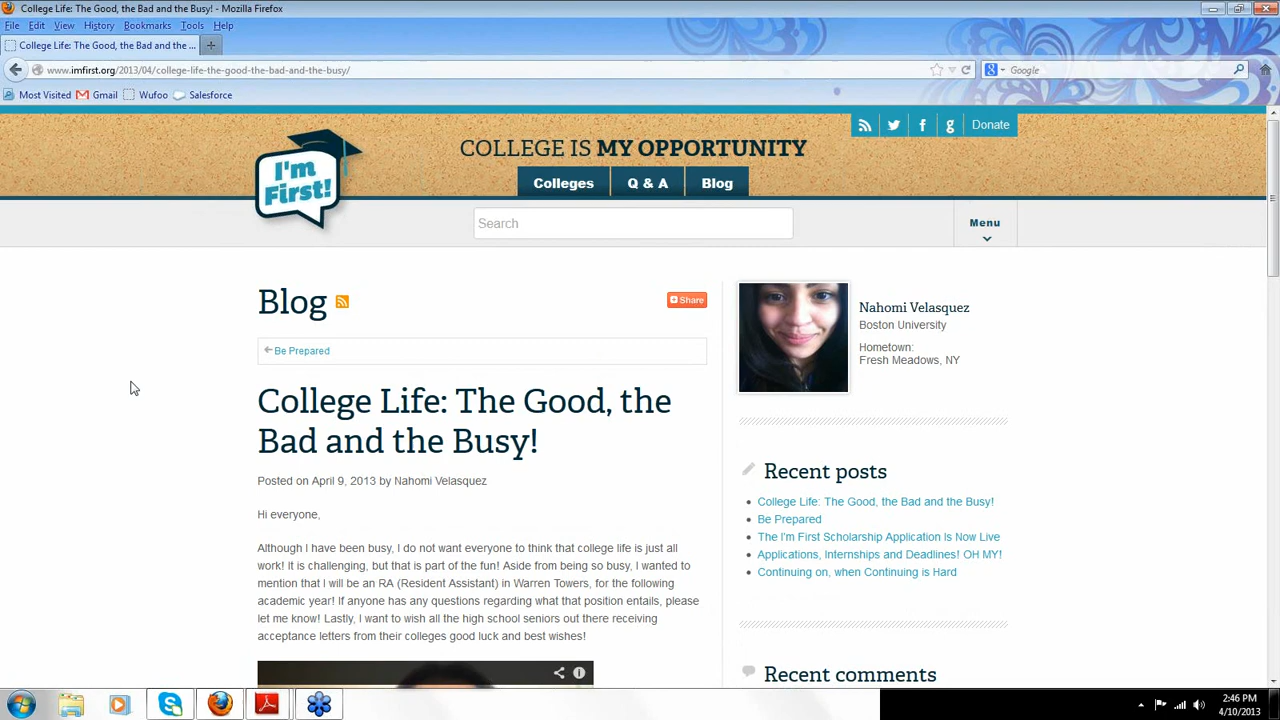 College Life: The Good, the Bad and the Busy! - Mozilla Firefox
File Edit View History Bookmarks Tools Help
College Life: The Good, the Bad and the ...
www.imfirst.org/2013/04/college-life-the-good-the-bad-and-the-busy/
Google
Most Visited Gmail Wufoo Salesforce
Donate
COLLEGE IS MY OPPORTUNITY
I'm
First!
Colleges Q & A Blog
Search
Menu
Blog
Share
Be Prepared
College Life: The Good, the
Bad and the Busy!
Posted on April 9, 2013 by Nahomi Velasquez
Hi everyone,
Although I have been busy, I do not want everyone to think that college life is just all
work! It is challenging, but that is part of the fun! Aside from being so busy, I wanted to
mention that I will be an RA (Resident Assistant) in Warren Towers, for the following
academic year! If anyone has any questions regarding what that position entails, please
let me know! Lastly, I want to wish all the high school seniors out there receiving
acceptance letters from their colleges good luck and best wishes!
Nahomi Velasquez
Boston University
Hometown:
Fresh Meadows, NY
Recent posts
College Life: The Good, the Bad and the Busy!
Be Prepared
The I'm First Scholarship Application Is Now Live
Applications, Internships and Deadlines! OH MY!
Continuing on, when Continuing is Hard
Recent comments
2:46 PM
4/10/2013